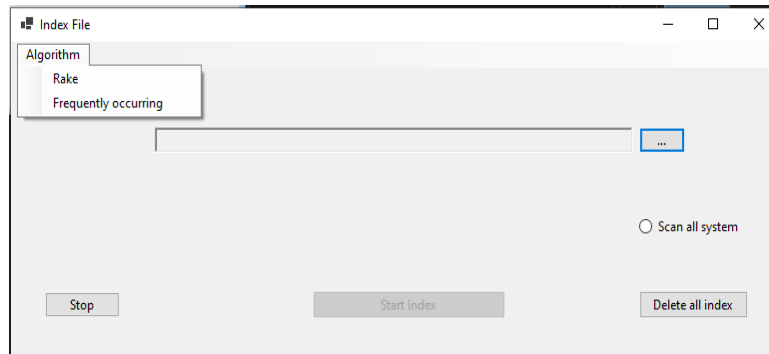 Index File
Algorithm
Rake
Frequently occurring
...
Scan all system
Stop
Start Index
Delete all index